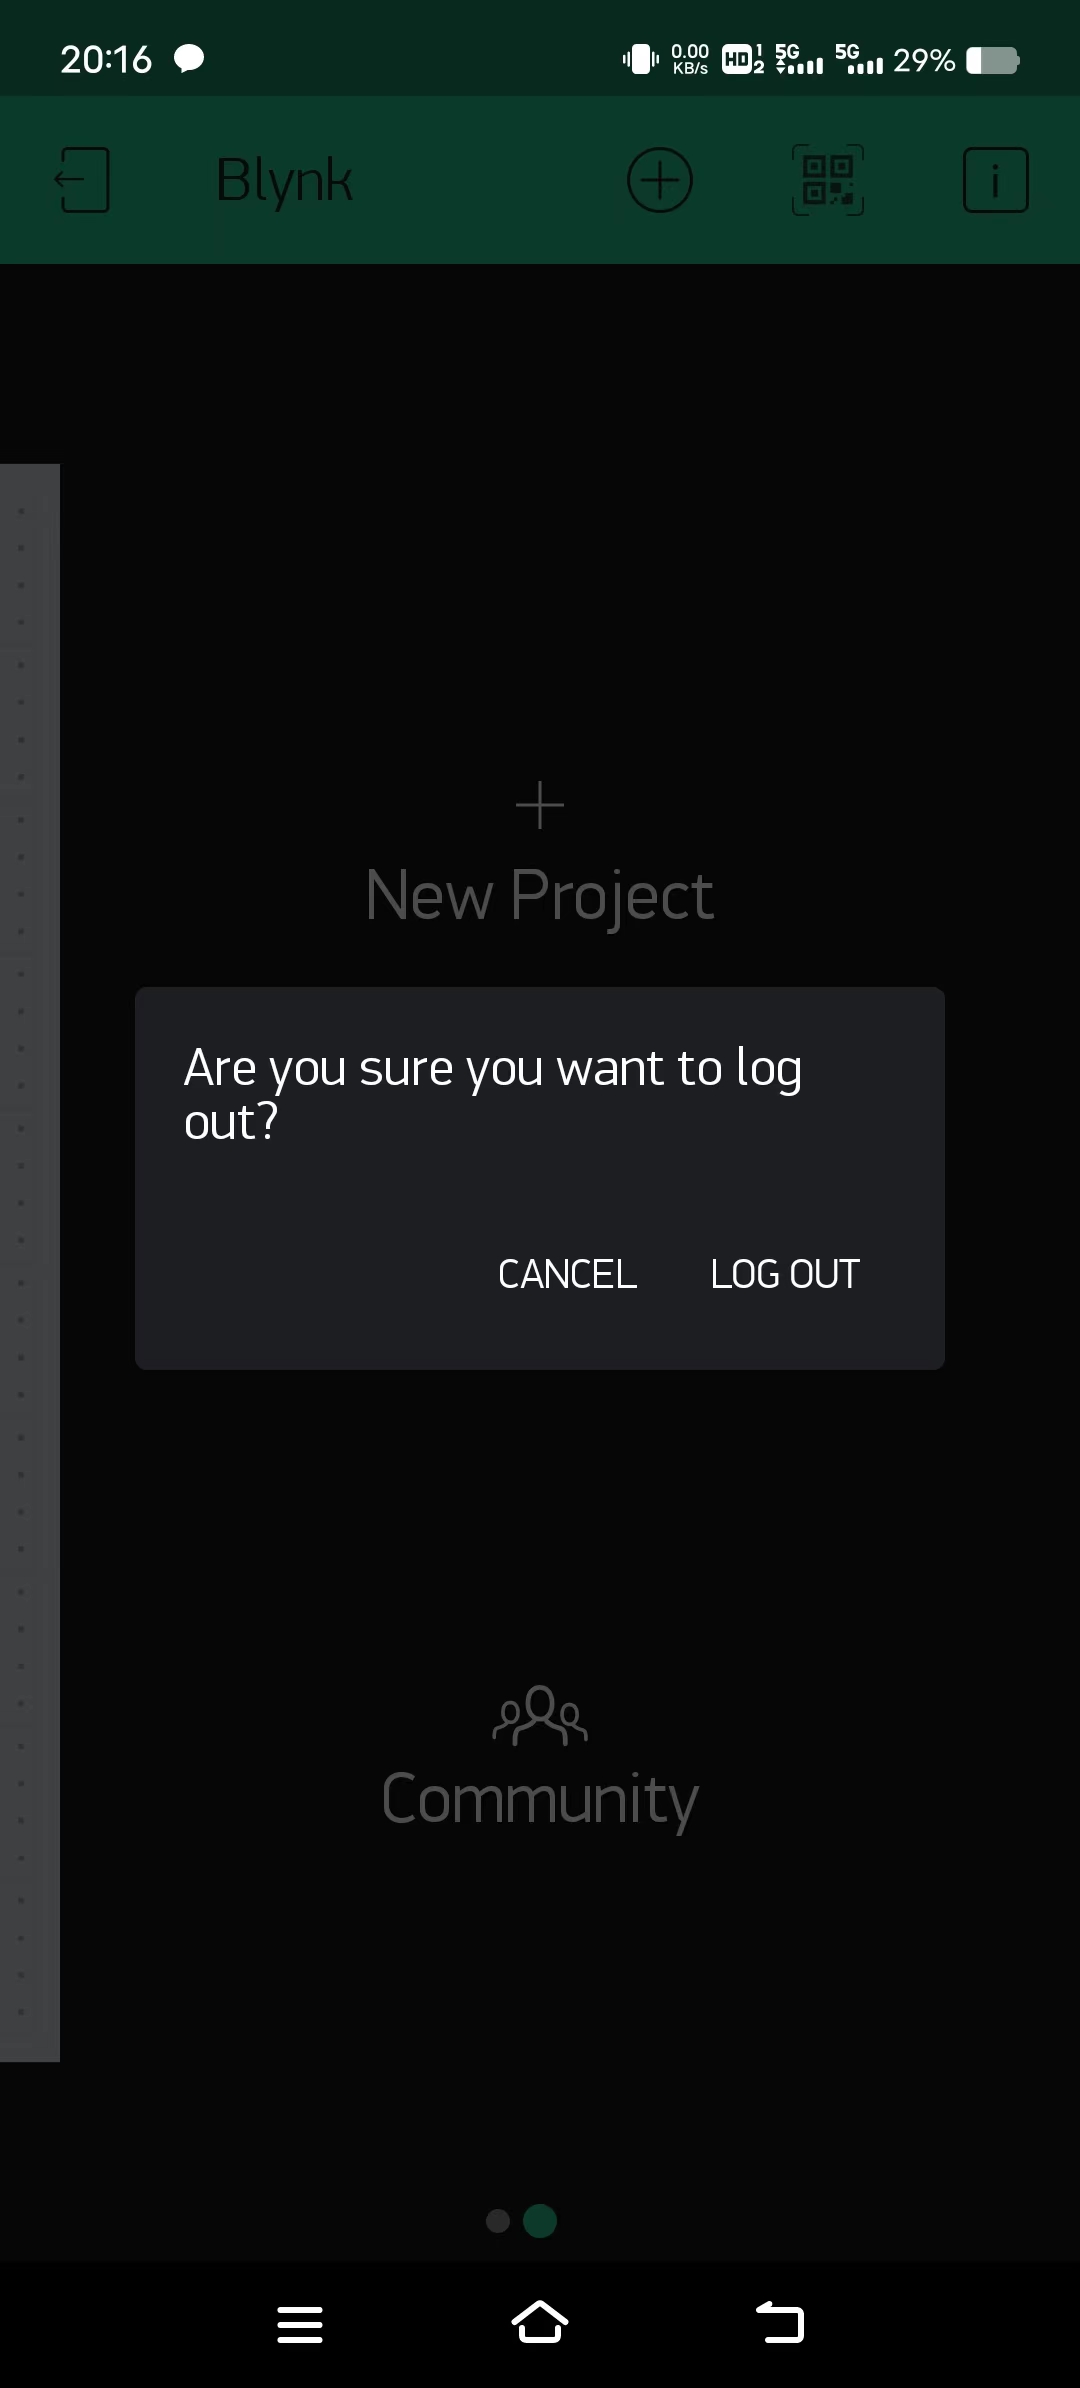 20:16
0.00
KB/s
HD
1
2
5G
5G
29%
Blynk
i
New Project
Are you sure you want to log
out?
CANCEL
LOG OUT
Community